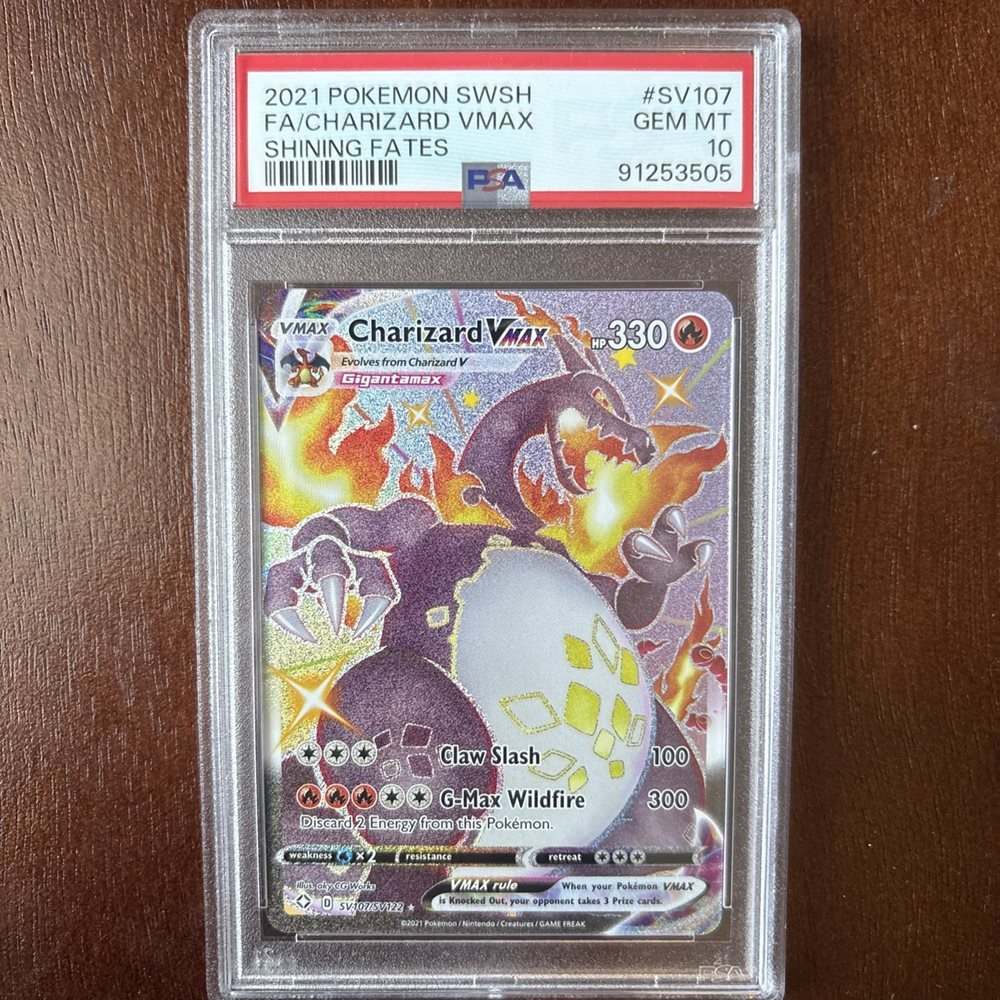 2021 POKEMON SWSH #SV107
FA/CHARIZARD VMAX GEM MT
SHINING FATES 10
PSA 91253505
VMAX Charizard VMAX HP 330
Evolves from Charizard V
Gigantamax
Claw Slash 100
G-Max Wildfire 300
Discard 2 Energy from this Pokémon.
weakness ×2 resistance retreat
Illus. aky CG Works
VMAX rule When your Pokémon VMAX
is Knocked Out, your opponent takes 3 Prize cards.
D SV107/SV122
©2021 Pokémon / Nintendo / Creatures / GAME FREAK
PSA